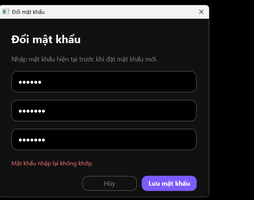 Đổi mật khẩu
Đổi mật khẩu
Nhập mật khẩu hiện tại trước khi đặt mật khẩu mới.
••••••
•••••••
•••••••
Mật khẩu nhập lại không khớp.
Hủy
Lưu mật khẩu